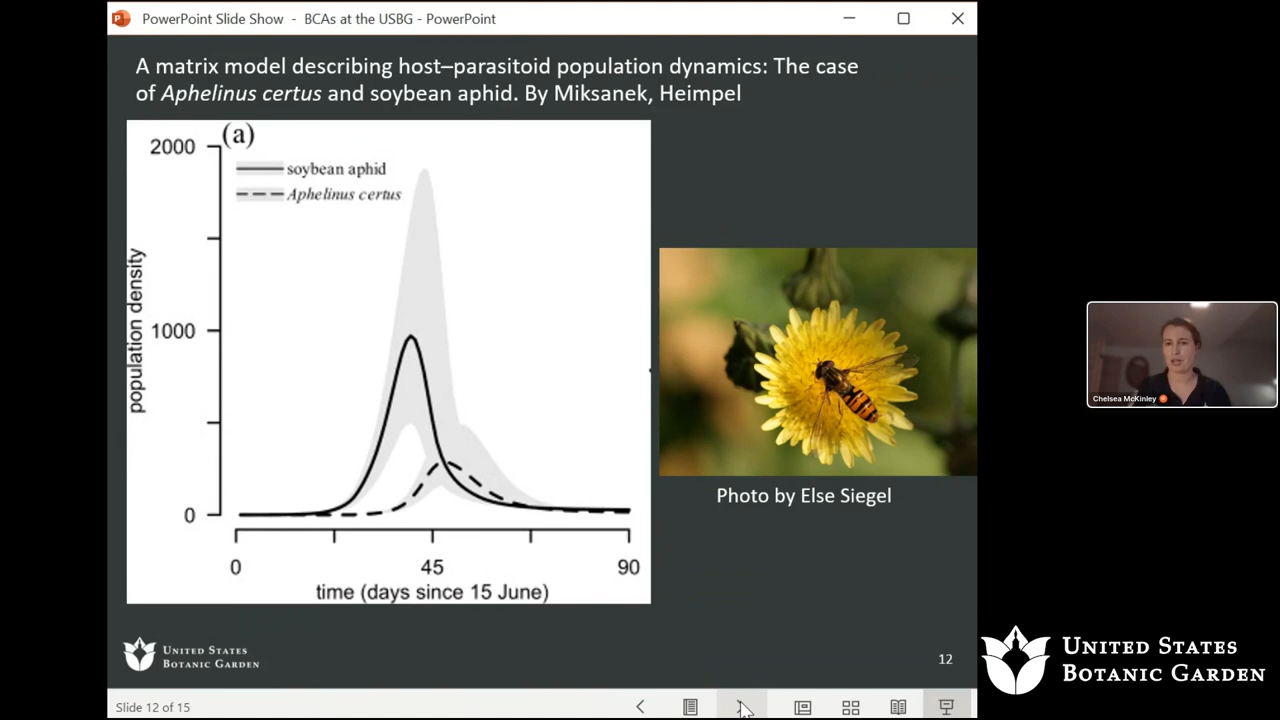 PowerPoint Slide Show - BCAs at the USBG - PowerPoint
A matrix model describing host–parasitoid population dynamics: The case
of Aphelinus certus and soybean aphid. By Miksanek, Heimpel
(a)
soybean aphid
Aphelinus certus
2000
1000
0
population density
0
45
90
time (days since 15 June)
Photo by Else Siegel
Chelsea McKinley
UNITED STATES
BOTANIC GARDEN
12
UNITED STATES
BOTANIC GARDEN
Slide 12 of 15